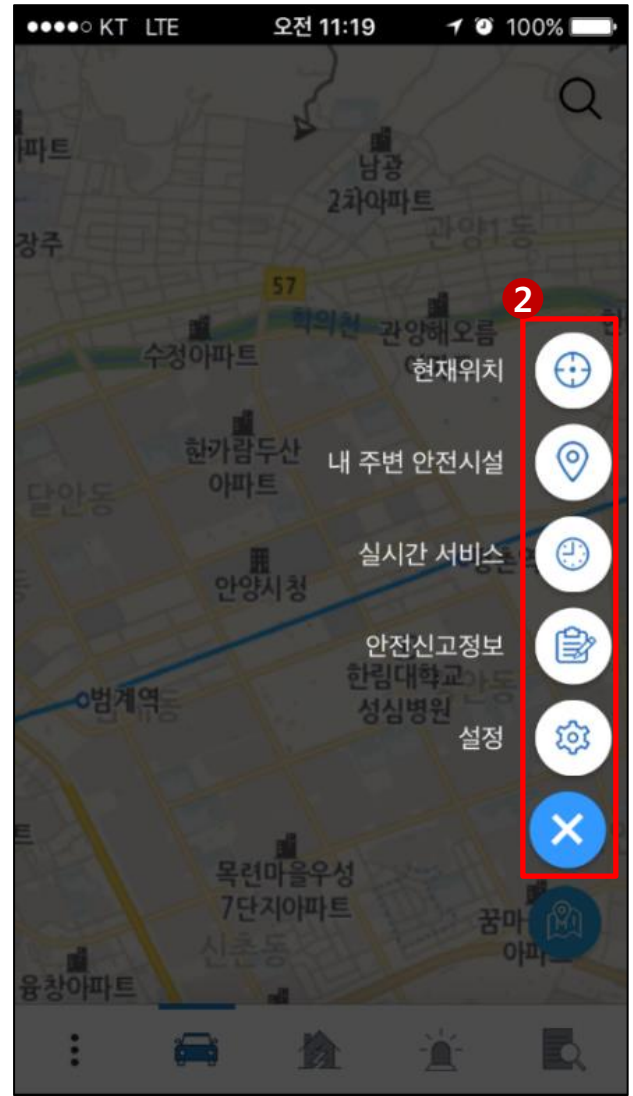 KT LTE 오전 11:19 100%
아파트
남광
2차아파트
관양1동
장주
57
2
학의천
관양해오름
수정아파트
현재위치
한가람두산
아파트
내 주변 안전시설
달안동
실시간 서비스
안양시청
안전신고정보
한림대학교
성심병원
범계역
설정
목련마을우성
7단지아파트
신촌동
꿈마
아파
융창아파트